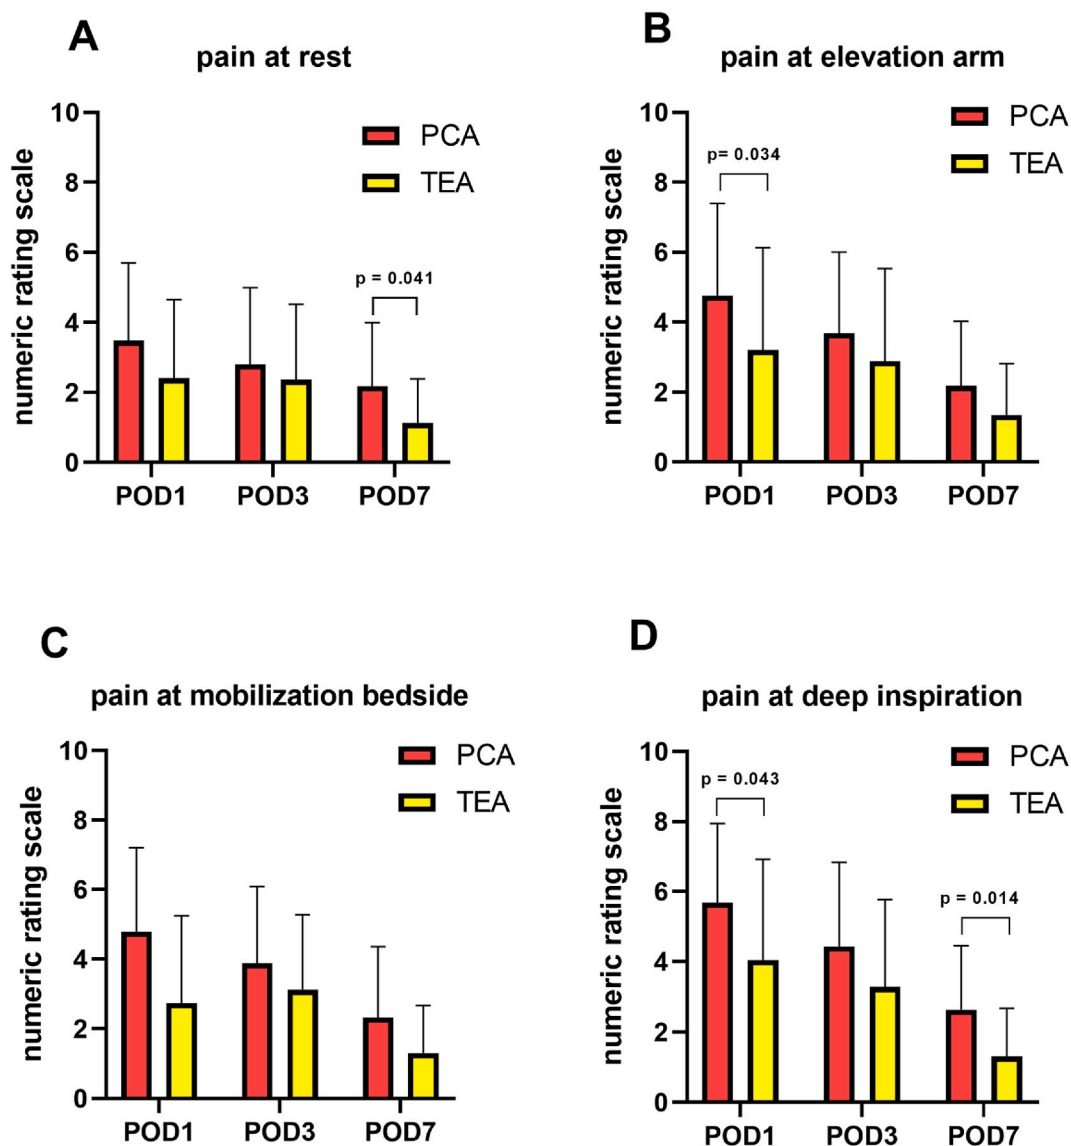 A
pain at rest
numeric rating scale
10
8
6
4
2
0
PCA
TEA
p = 0.041
POD1 POD3 POD7
B
pain at elevation arm
numeric rating scale
10
8
6
4
2
0
PCA
TEA
p= 0.034
POD1 POD3 POD7
C
pain at mobilization bedside
numeric rating scale
10
8
6
4
2
0
PCA
TEA
POD1 POD3 POD7
D
pain at deep inspiration
numeric rating scale
10
8
6
4
2
0
PCA
TEA
p = 0.043
p = 0.014
POD1 POD3 POD7